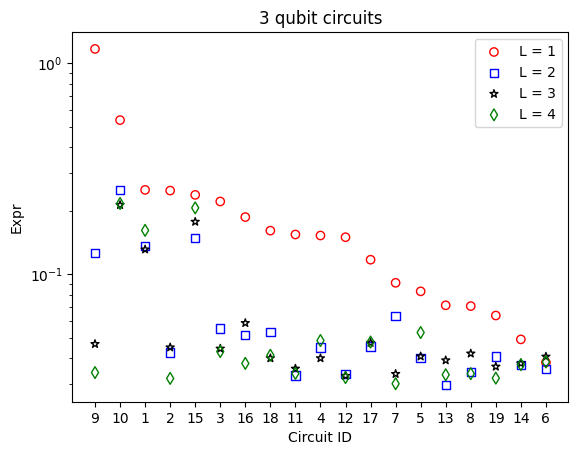 3 qubit circuits
L = 1
L = 2
L = 3
L = 4
10⁰
10⁻¹
Expr
9 10 1 2 15 3 16 18 11 4 12 17 7 5 13 8 19 14 6
Circuit ID